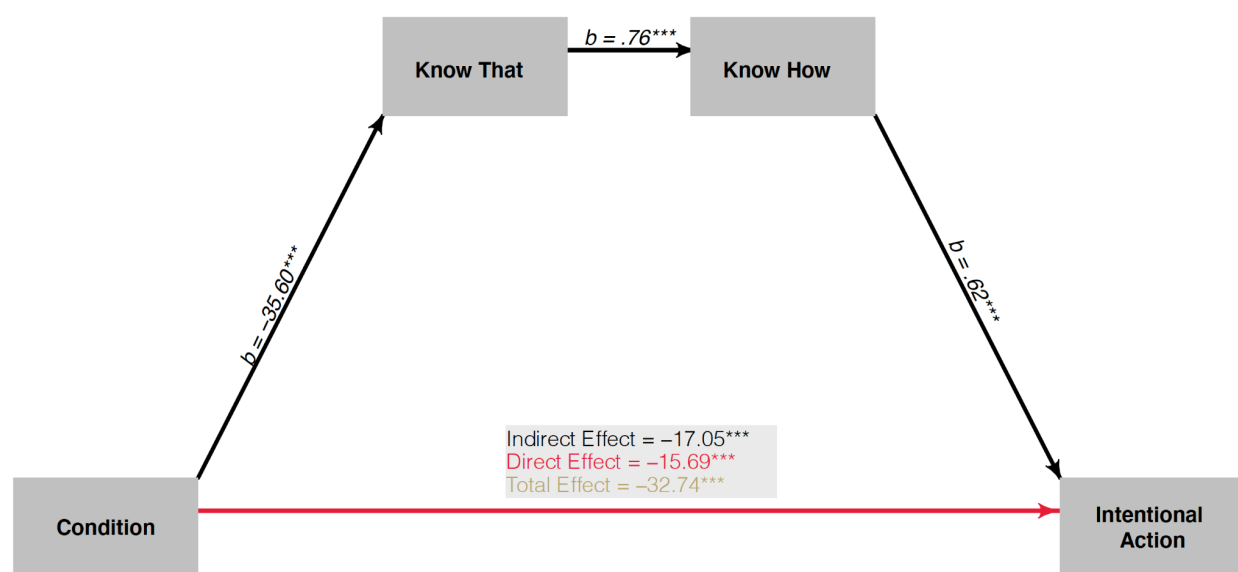 Know That
b = .76***
Know How
b = −35.60***
b = .62***
Indirect Effect = −17.05***
Direct Effect = −15.69***
Total Effect = −32.74***
Condition
Intentional
Action